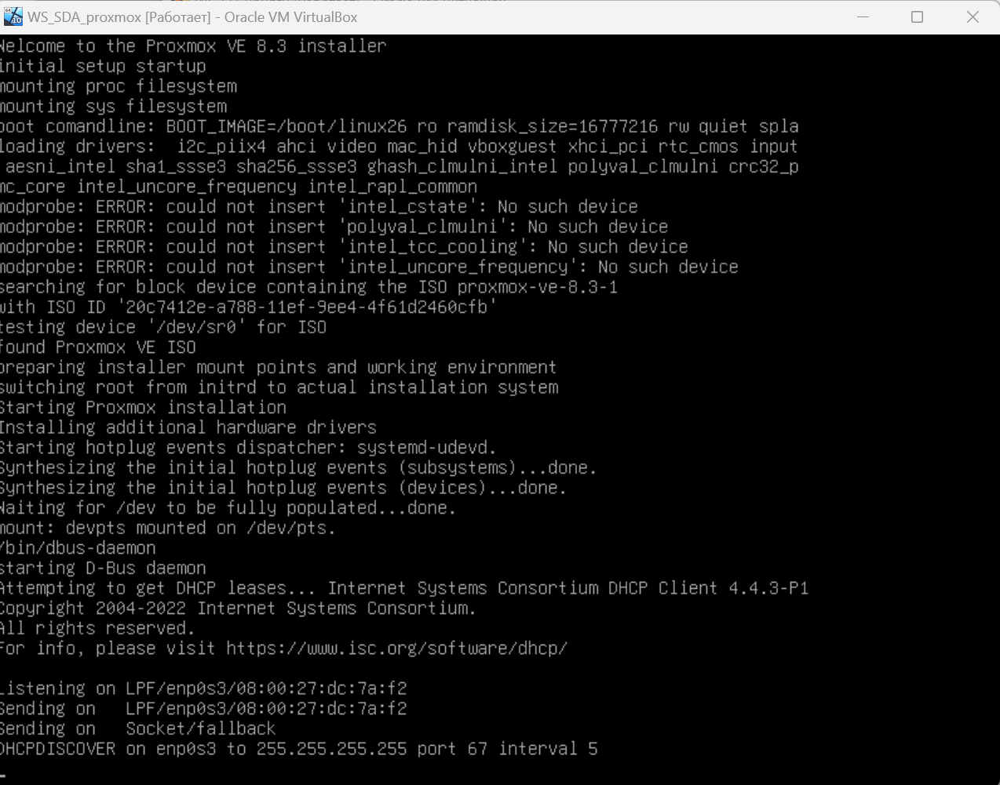 WS_SDA_proxmox [Работает] - Oracle VM VirtualBox
Welcome to the Proxmox VE 8.3 installer
initial setup startup
mounting proc filesystem
mounting sys filesystem
boot comandline: BOOT_IMAGE=/boot/linux26 ro ramdisk_size=16777216 rw quiet spla
loading drivers:  i2c_piix4 ahci video mac_hid vboxguest xhci_pci rtc_cmos input
 aesni_intel sha1_ssse3 sha256_ssse3 ghash_clmulni_intel polyval_clmulni crc32_p
mc_core intel_uncore_frequency intel_rapl_common
modprobe: ERROR: could not insert 'intel_cstate': No such device
modprobe: ERROR: could not insert 'polyval_clmulni': No such device
modprobe: ERROR: could not insert 'intel_tcc_cooling': No such device
modprobe: ERROR: could not insert 'intel_uncore_frequency': No such device
searching for block device containing the ISO proxmox-ve-8.3-1
with ISO ID '20c7412e-a788-11ef-9ee4-4f61d2460cfb'
testing device '/dev/sr0' for ISO
found Proxmox VE ISO
preparing installer mount points and working environment
switching root from initrd to actual installation system
Starting Proxmox installation
Installing additional hardware drivers
Starting hotplug events dispatcher: systemd-udevd.
Synthesizing the initial hotplug events (subsystems)...done.
Synthesizing the initial hotplug events (devices)...done.
Waiting for /dev to be fully populated...done.
mount: devpts mounted on /dev/pts.
/bin/dbus-daemon
starting D-Bus daemon
Attempting to get DHCP leases... Internet Systems Consortium DHCP Client 4.4.3-P1
Copyright 2004-2022 Internet Systems Consortium.
All rights reserved.
For info, please visit https://www.isc.org/software/dhcp/
Listening on LPF/enp0s3/08:00:27:dc:7a:f2
Sending on   LPF/enp0s3/08:00:27:dc:7a:f2
Sending on   Socket/fallback
DHCPDISCOVER on enp0s3 to 255.255.255.255 port 67 interval 5